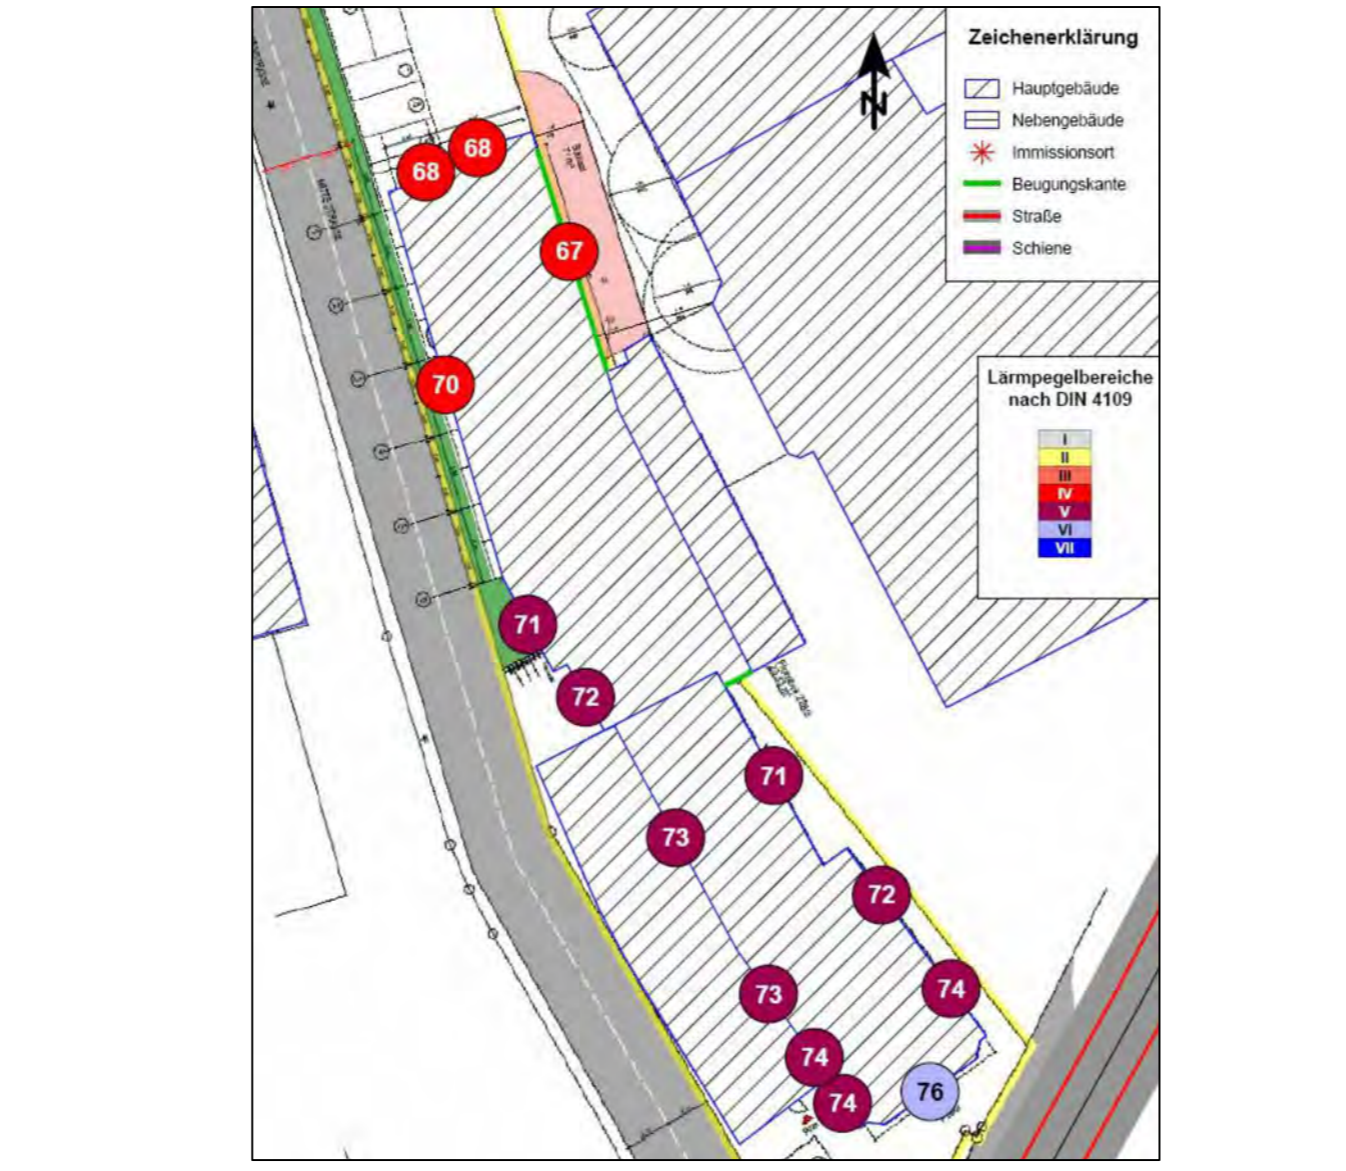 Zeichenerklärung
Hauptgebäude
Nebengebäude
Immissionsort
Beugungskante
Straße
Schiene
N
Lärmpegelbereiche
nach DIN 4109
I
II
III
IV
V
VI
VII
68
68
67
70
71
72
71
73
72
73
74
74
74
76